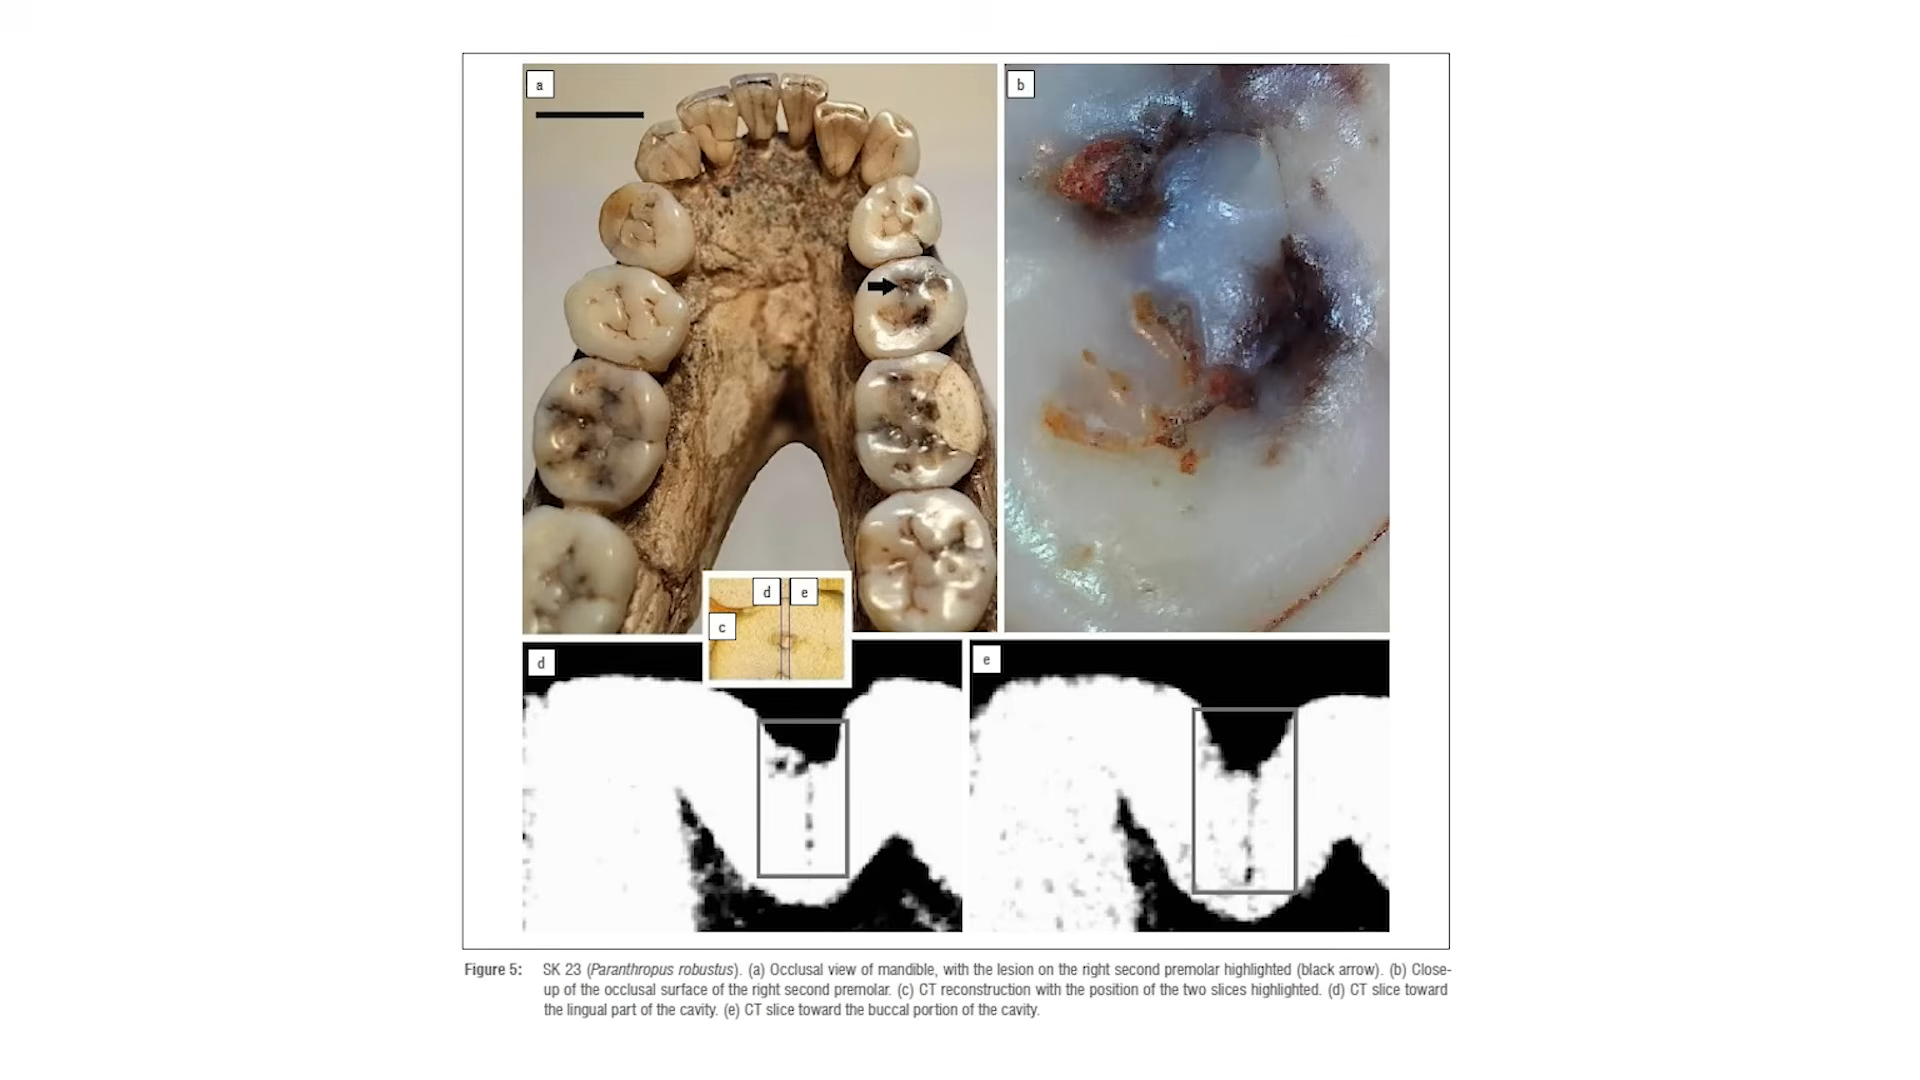 a
b
d
e
c
d
e
Figure 5: SK 23 (Paranthropus robustus). (a) Occlusal view of mandible, with the lesion on the right second premolar highlighted (black arrow). (b) Close-
up of the occlusal surface of the right second premolar. (c) CT reconstruction with the position of the two slices highlighted. (d) CT slice toward
the lingual part of the cavity. (e) CT slice toward the buccal portion of the cavity.